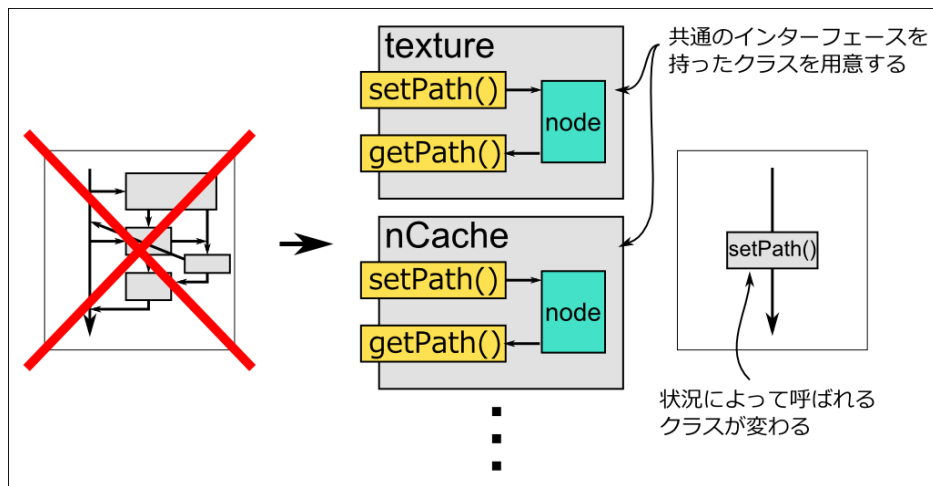 texture
setPath()
getPath()
node
共通のインターフェースを
持ったクラスを用意する
nCache
setPath()
getPath()
node
setPath()
状況によって呼ばれる
クラスが変わる